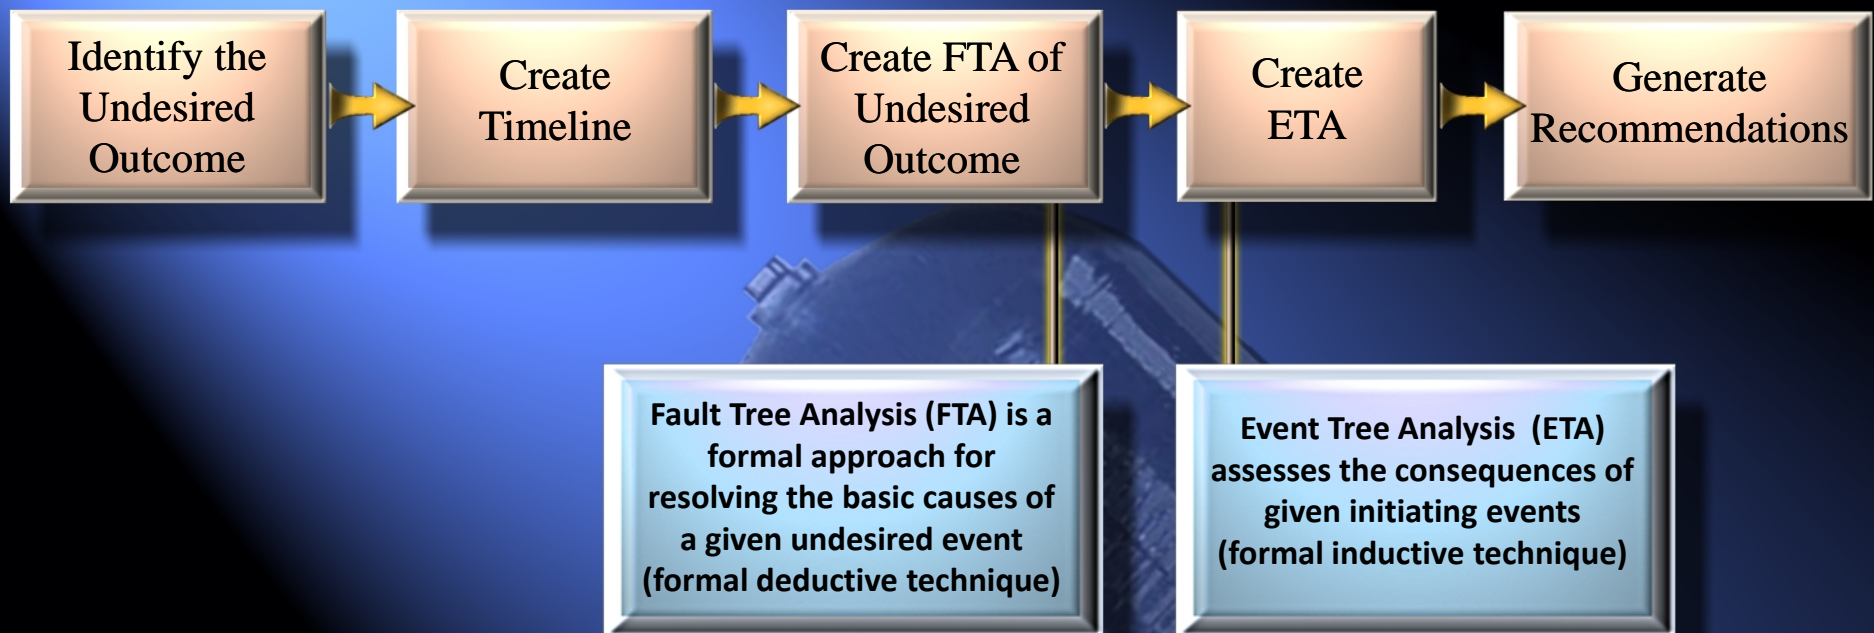 Identify the
Undesired
Outcome
Create
Timeline
Create FTA of
Undesired
Outcome
Create
ETA
Generate
Recommendations
Fault Tree Analysis (FTA) is a
formal approach for
resolving the basic causes of
a given undesired event
(formal deductive technique)
Event Tree Analysis (ETA)
assesses the consequences of
given initiating events
(formal inductive technique)